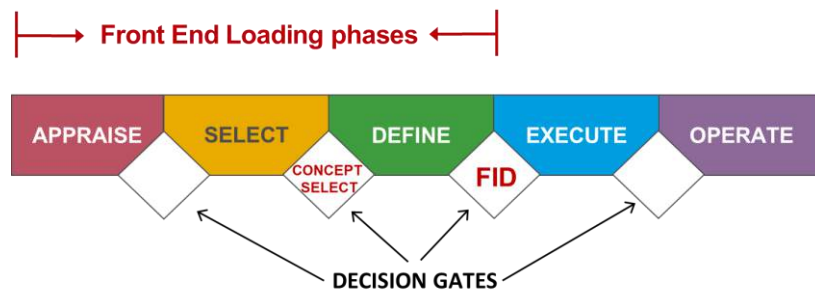 Front End Loading phases
APPRAISE
SELECT
DEFINE
EXECUTE
OPERATE
CONCEPT
SELECT
FID
DECISION GATES